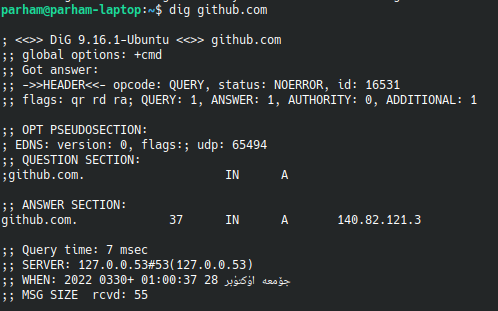 parham@parham-laptop:~$ dig github.com
; <<>> DiG 9.16.1-Ubuntu <<>> github.com
;; global options: +cmd
;; Got answer:
;; ->>HEADER<<- opcode: QUERY, status: NOERROR, id: 16531
;; flags: qr rd ra; QUERY: 1, ANSWER: 1, AUTHORITY: 0, ADDITIONAL: 1
;; OPT PSEUDOSECTION:
; EDNS: version: 0, flags:; udp: 65494
;; QUESTION SECTION:
;github.com. IN A
;; ANSWER SECTION:
github.com. 37 IN A 140.82.121.3
;; Query time: 7 msec
;; SERVER: 127.0.0.53#53(127.0.0.53)
;; WHEN: جۆمعه اوْکتوْبر 28 01:00:37 +0330 2022
;; MSG SIZE rcvd: 55